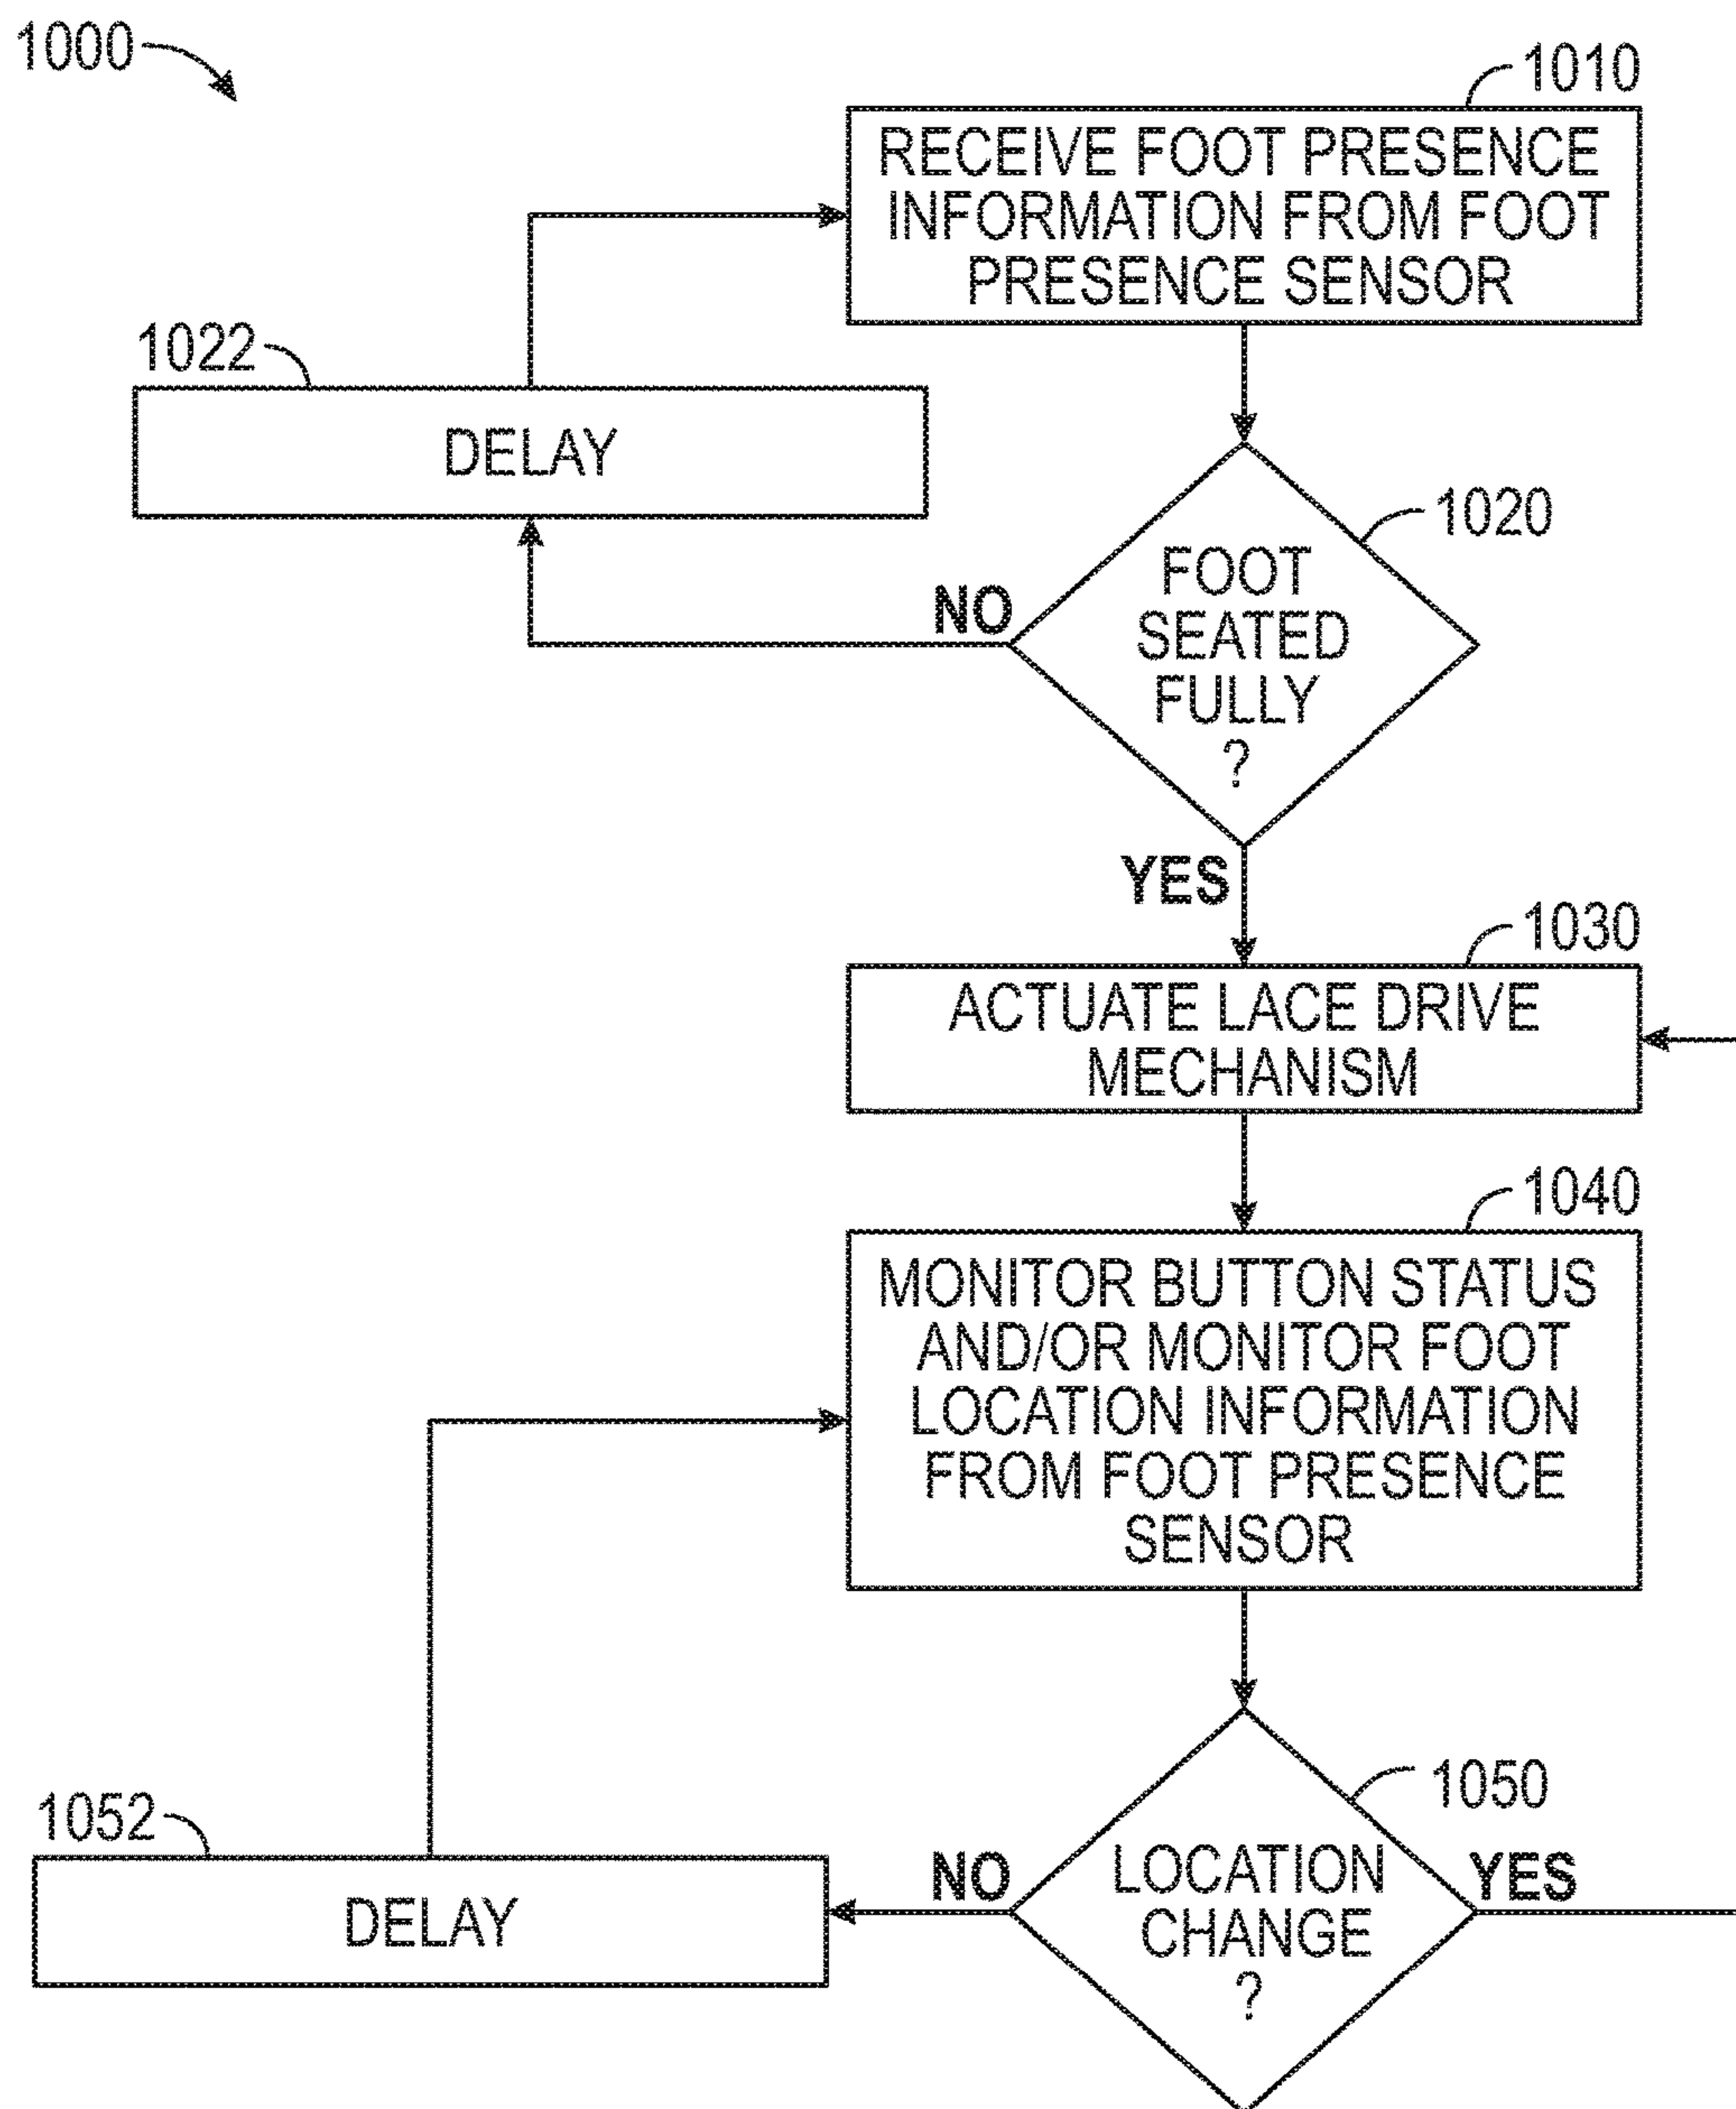 1000
1010
RECEIVE FOOT PRESENCE
INFORMATION FROM FOOT
PRESENCE SENSOR
1022
DELAY
1020
FOOT
SEATED
FULLY
?
NO
YES
1030
ACTUATE LACE DRIVE
MECHANISM
1040
MONITOR BUTTON STATUS
AND/OR MONITOR FOOT
LOCATION INFORMATION
FROM FOOT PRESENCE
SENSOR
1050
LOCATION
CHANGE
?
NO
YES
1052
DELAY